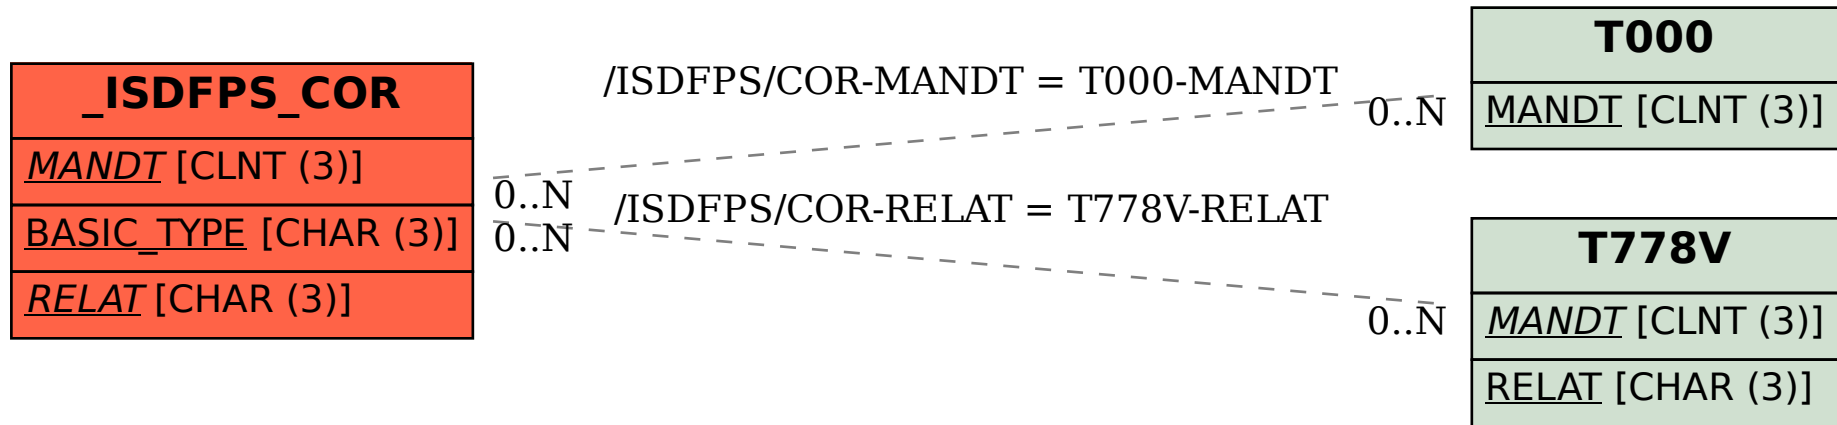 _ISDFPS_COR
MANDT [CLNT (3)]
BASIC_TYPE [CHAR (3)]
RELAT [CHAR (3)]
/ISDFPS/COR-MANDT = T000-MANDT
0..N
0..N
/ISDFPS/COR-RELAT = T778V-RELAT
0..N
0..N
T000
MANDT [CLNT (3)]
T778V
MANDT [CLNT (3)]
RELAT [CHAR (3)]